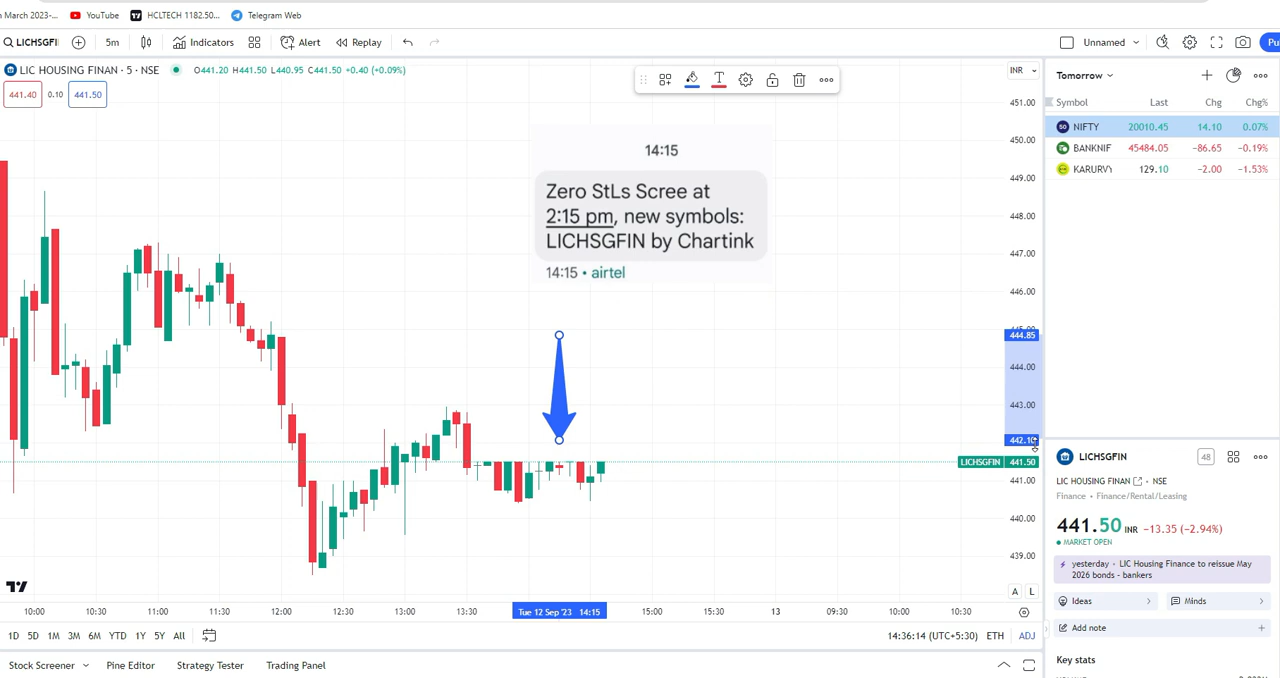 n March 2023-... YouTube HCLTECH 1182.50... Telegram Web
LICHSGFI 5m Indicators Alert Replay Unnamed Pu
LIC HOUSING FINAN · 5 · NSE O441.20 H441.50 L440.95 C441.50 +0.40 (+0.09%) INR
441.40 0.10 441.50
14:15
Zero StLs Scree at
2:15 pm, new symbols:
LICHSGFIN by Chartink
14:15 • airtel
451.00
450.00
449.00
448.00
447.00
446.00
444.85
444.00
443.00
442.10
LICHSGFIN 441.50
441.00
440.00
439.00
A L
10:00 10:30 11:00 11:30 12:00 12:30 13:00 13:30 Tue 12 Sep '23 14:15 15:00 15:30 13 09:30 10:00 10:30
1D 5D 1M 3M 6M YTD 1Y 5Y All 14:36:14 (UTC+5:30) ETH ADJ
Stock Screener Pine Editor Strategy Tester Trading Panel
Tomorrow
Symbol Last Chg Chg%
50 NIFTY 20010.45 14.10 0.07%
BANKNIF 45484.05 −86.65 −0.19%
KARURVY 129.10 −2.00 −1.53%
LICHSGFIN 48
LIC HOUSING FINAN · NSE
Finance • Finance/Rental/Leasing
441.50 INR −13.35 (−2.94%)
MARKET OPEN
yesterday · LIC Housing Finance to reissue May
2026 bonds - bankers
Ideas Minds
Add note
Key stats